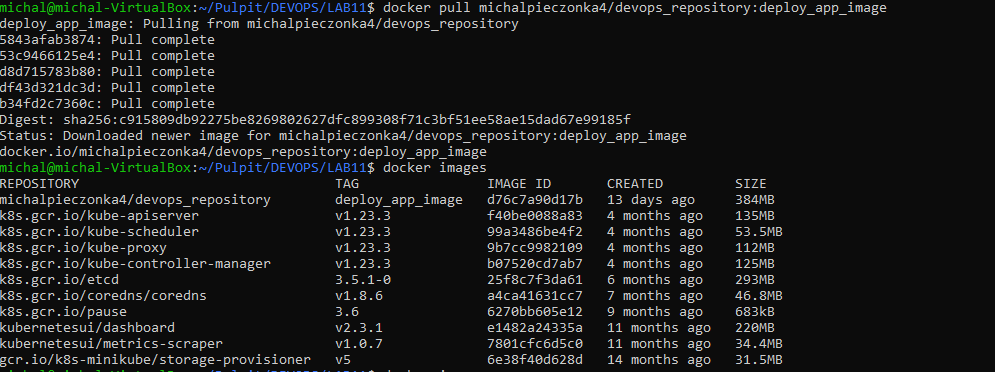 michal@michal-VirtualBox:~/Pulpit/DEVOPS/LAB11$ docker pull michalpieczonka4/devops_repository:deploy_app_image
deploy_app_image: Pulling from michalpieczonka4/devops_repository
5843afab3874: Pull complete
53c9466125e4: Pull complete
d8d715783b80: Pull complete
df43d321dc3d: Pull complete
b34fd2c7360c: Pull complete
Digest: sha256:c915809db92275be8269802627dfc899308f71c3bf51ee58ae15dad67e99185f
Status: Downloaded newer image for michalpieczonka4/devops_repository:deploy_app_image
docker.io/michalpieczonka4/devops_repository:deploy_app_image
michal@michal-VirtualBox:~/Pulpit/DEVOPS/LAB11$ docker images
REPOSITORY TAG IMAGE ID CREATED SIZE
michalpieczonka4/devops_repository deploy_app_image d76c7a90d17b 13 days ago 384MB
k8s.gcr.io/kube-apiserver v1.23.3 f40be0088a83 4 months ago 135MB
k8s.gcr.io/kube-scheduler v1.23.3 99a3486be4f2 4 months ago 53.5MB
k8s.gcr.io/kube-proxy v1.23.3 9b7cc9982109 4 months ago 112MB
k8s.gcr.io/kube-controller-manager v1.23.3 b07520cd7ab7 4 months ago 125MB
k8s.gcr.io/etcd 3.5.1-0 25f8c7f3da61 6 months ago 293MB
k8s.gcr.io/coredns/coredns v1.8.6 a4ca41631cc7 7 months ago 46.8MB
k8s.gcr.io/pause 3.6 6270bb605e12 9 months ago 683kB
kubernetesui/dashboard v2.3.1 e1482a24335a 11 months ago 220MB
kubernetesui/metrics-scraper v1.0.7 7801cfc6d5c0 11 months ago 34.4MB
gcr.io/k8s-minikube/storage-provisioner v5 6e38f40d628d 14 months ago 31.5MB